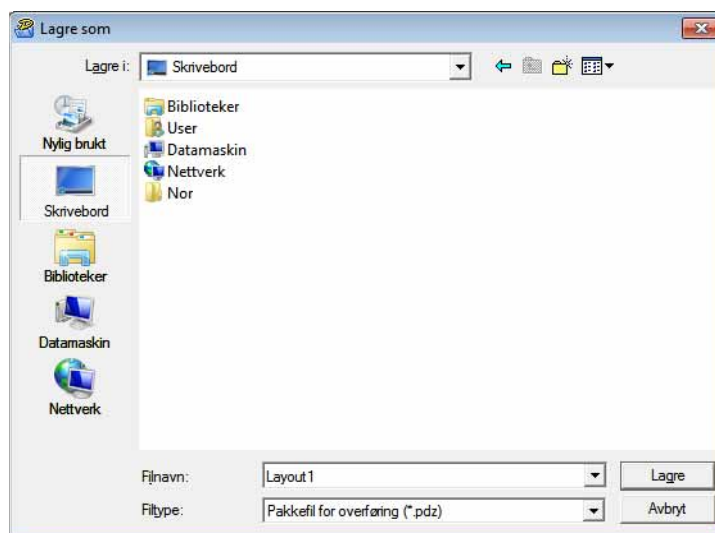 Lagre som
Lagre i:
Skrivebord
Nylig brukt
Skrivebord
Biblioteker
Datamaskin
Nettverk
Biblioteker
User
Datamaskin
Nettverk
Nor
Filnavn:
Layout1
Lagre
Filtype:
Pakkefil for overføring (*.pdz)
Avbryt